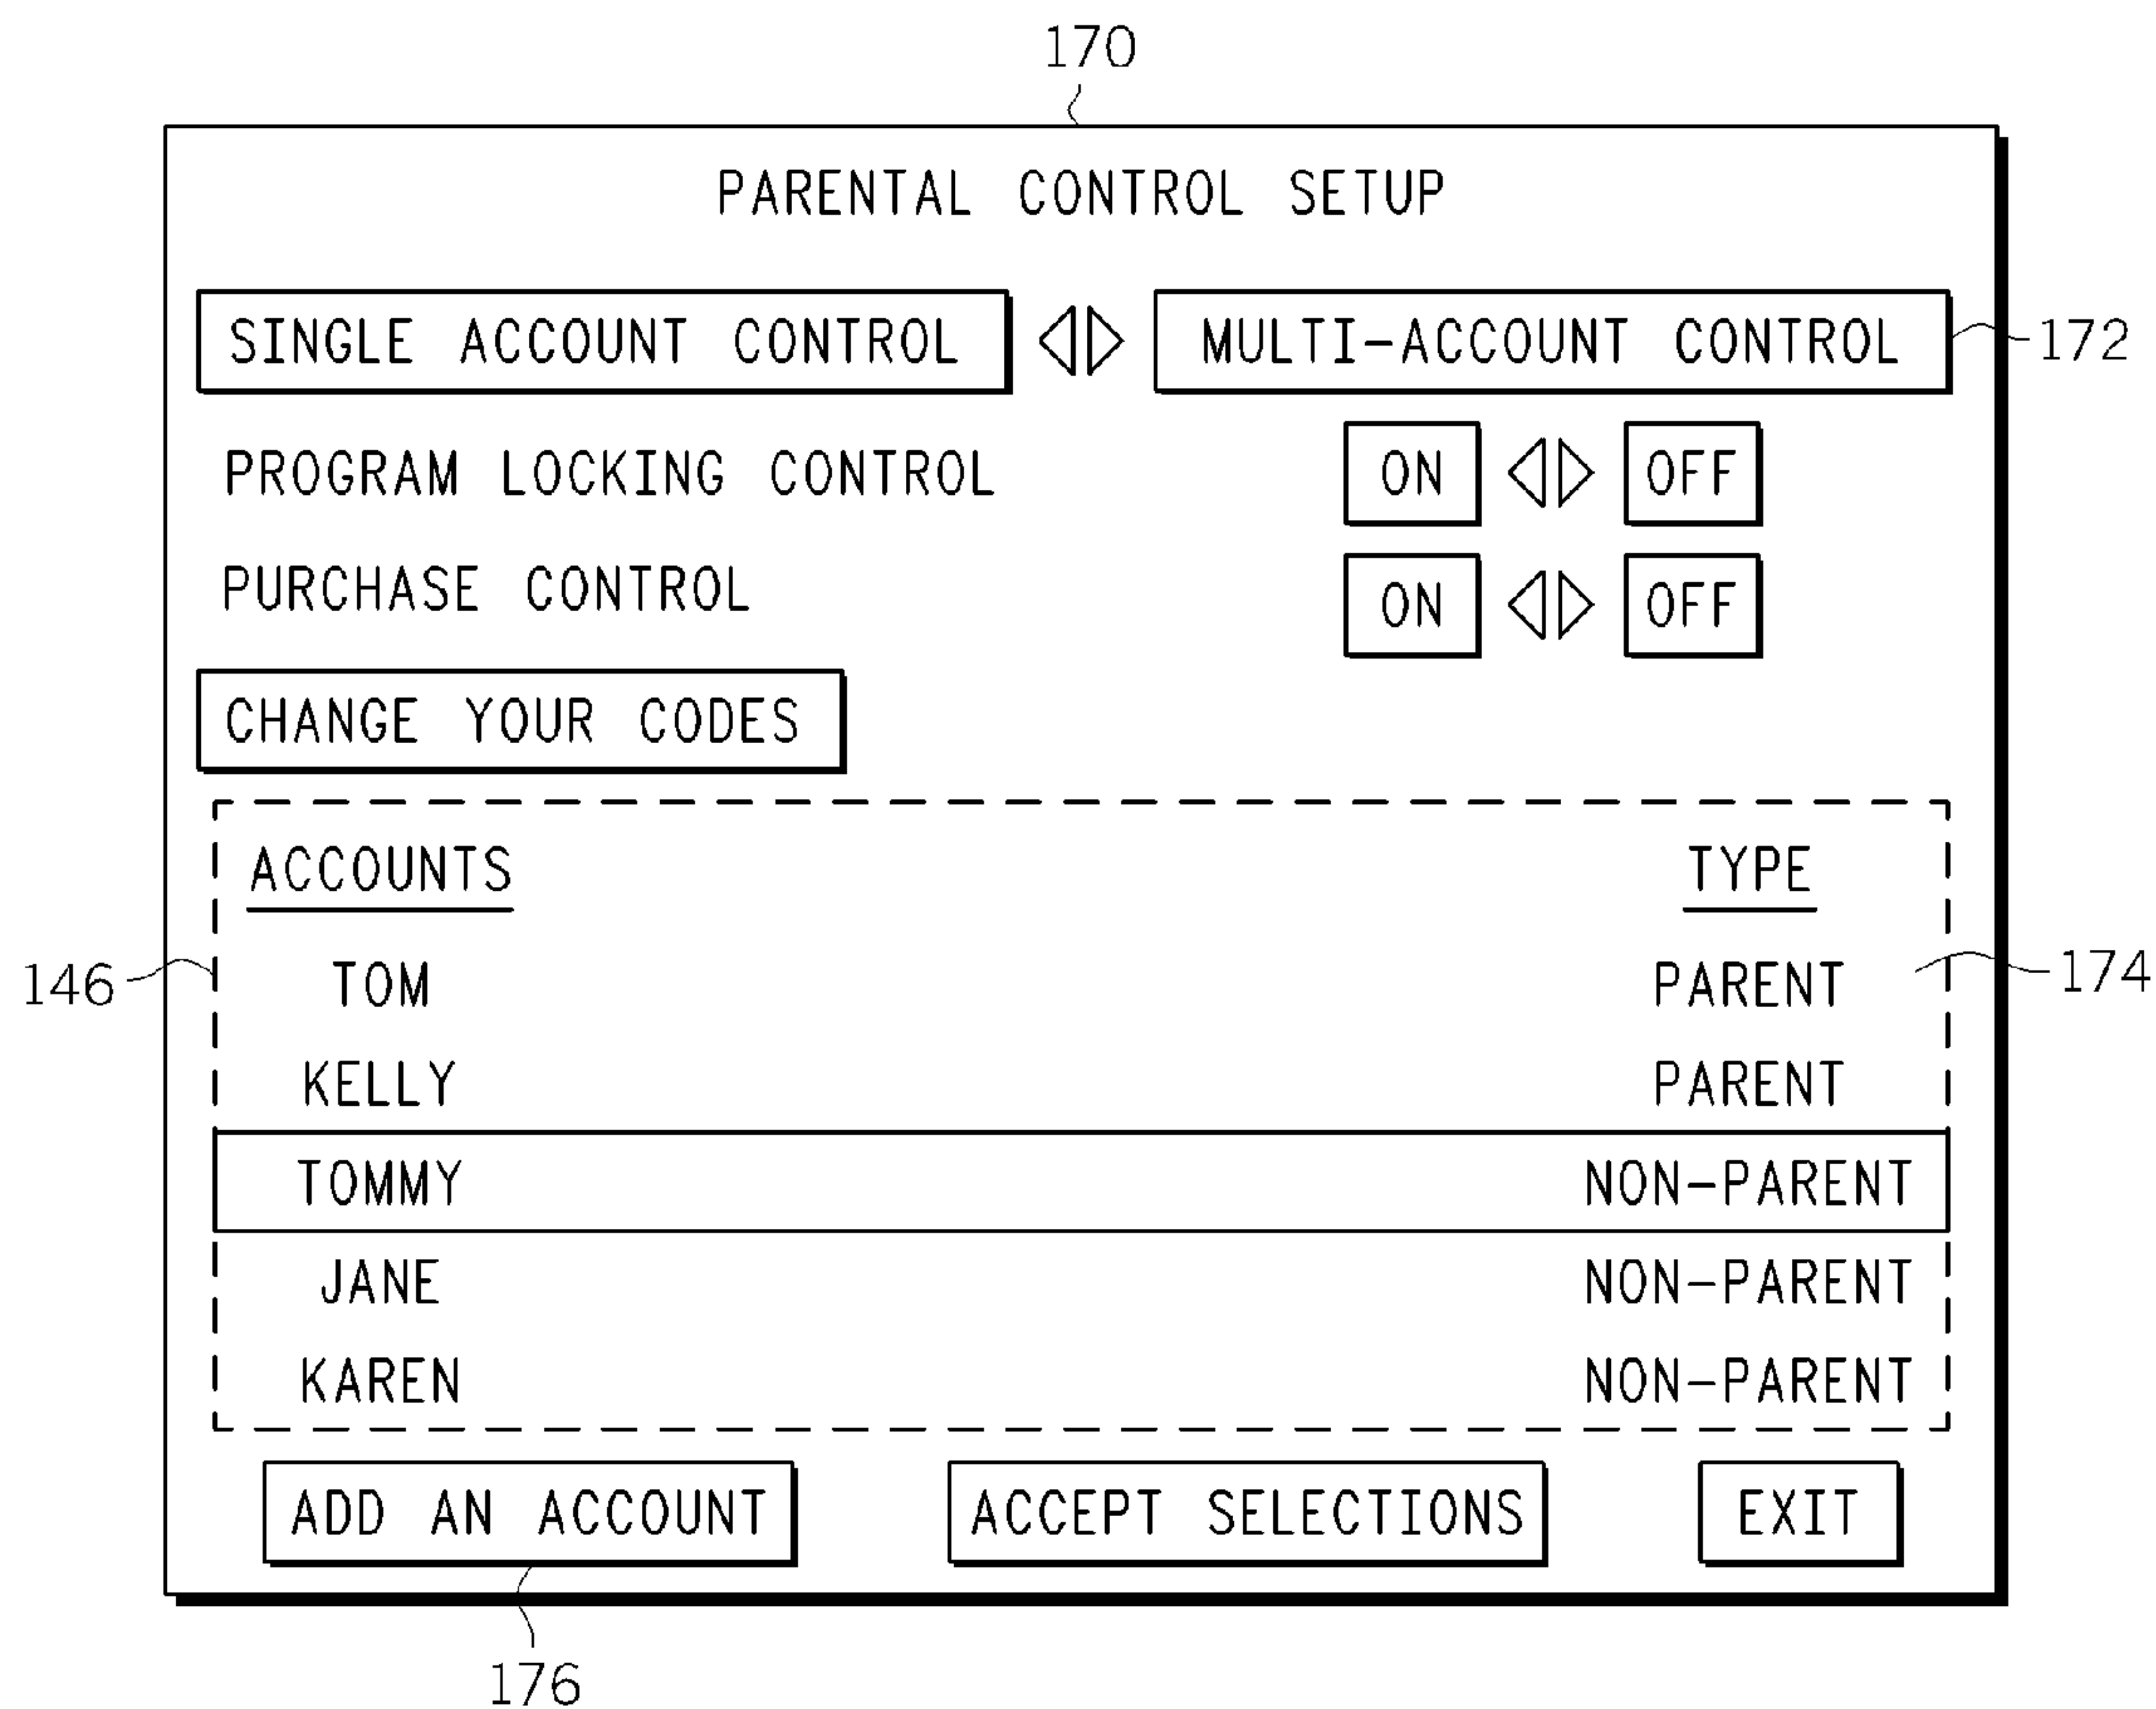 170
PARENTAL CONTROL SETUP
SINGLE ACCOUNT CONTROL MULTI-ACCOUNT CONTROL 172
PROGRAM LOCKING CONTROL ON OFF
PURCHASE CONTROL ON OFF
CHANGE YOUR CODES
ACCOUNTS TYPE
146 TOM PARENT 174
KELLY PARENT
TOMMY NON-PARENT
JANE NON-PARENT
KAREN NON-PARENT
ADD AN ACCOUNT ACCEPT SELECTIONS EXIT
176